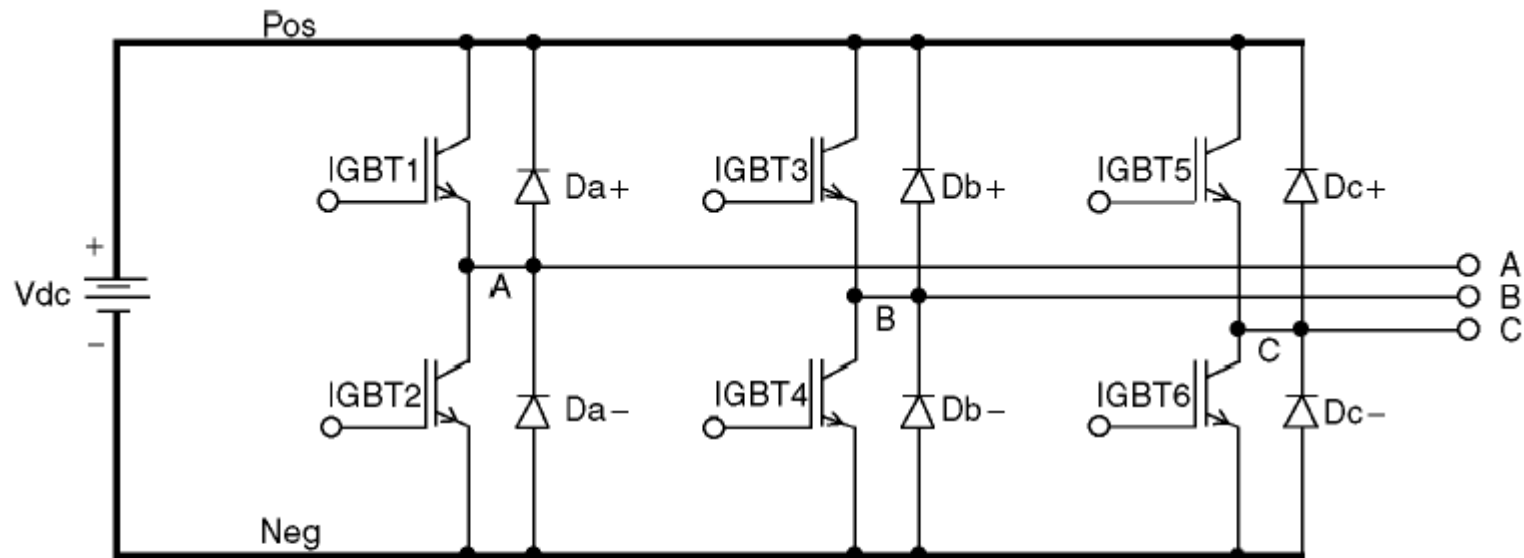 Pos
IGBT1
Da+
IGBT3
Db+
IGBT5
Dc+
+
Vdc
−
A
A
B
B
C
C
IGBT2
Da−
IGBT4
Db−
IGBT6
Dc−
Neg